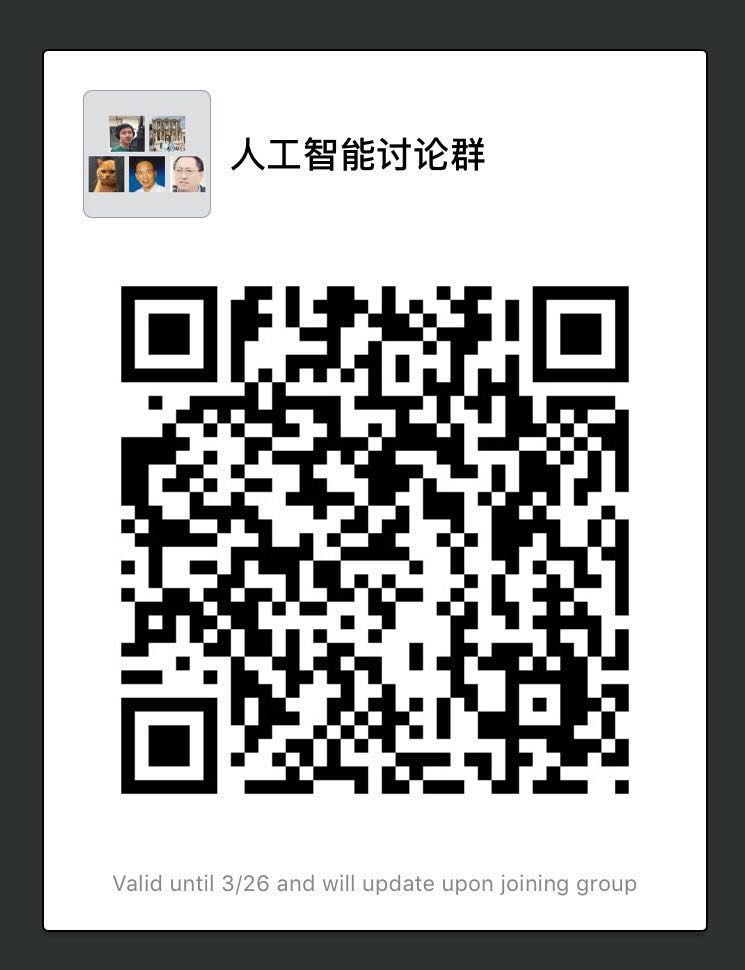 人工智能讨论群
Valid until 3/26 and will update upon joining group